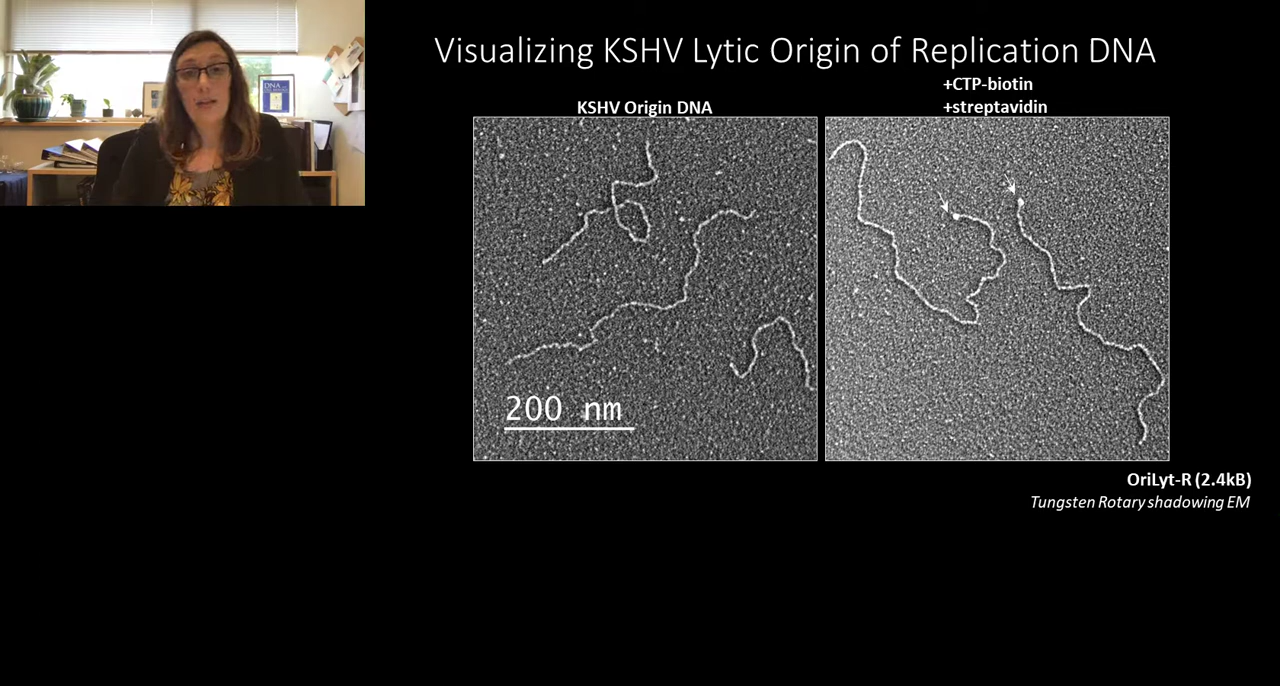 Visualizing KSHV Lytic Origin of Replication DNA
KSHV Origin DNA
+CTP-biotin
+streptavidin
200 nm
OriLyt-R (2.4kB)
Tungsten Rotary shadowing EM
DNA